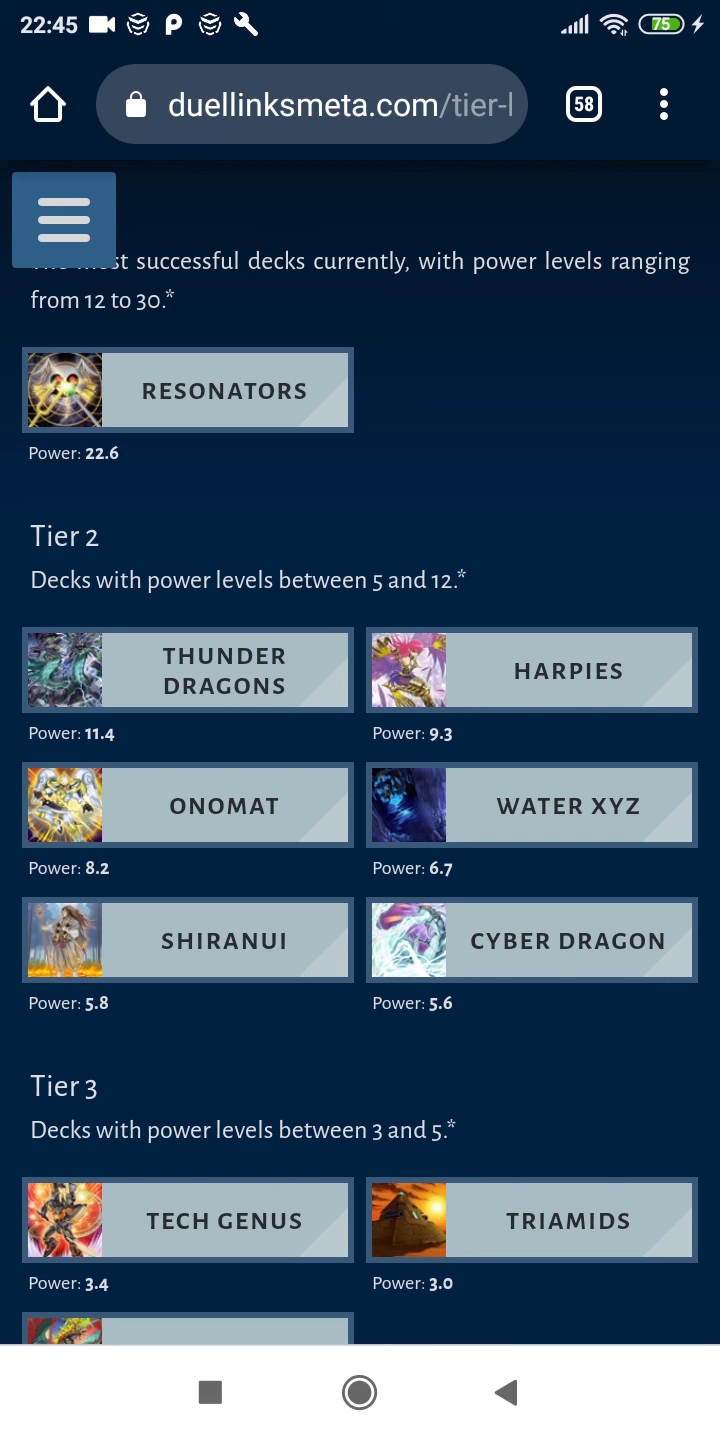 22:45
75
duellinksmeta.com/tier-l
58
st successful decks currently, with power levels ranging
from 12 to 30.*
RESONATORS
Power: 22.6
Tier 2
Decks with power levels between 5 and 12.*
THUNDER
DRAGONS
HARPIES
Power: 11.4
Power: 9.3
ONOMAT
WATER XYZ
Power: 8.2
Power: 6.7
SHIRANUI
CYBER DRAGON
Power: 5.8
Power: 5.6
Tier 3
Decks with power levels between 3 and 5.*
TECH GENUS
TRIAMIDS
Power: 3.4
Power: 3.0